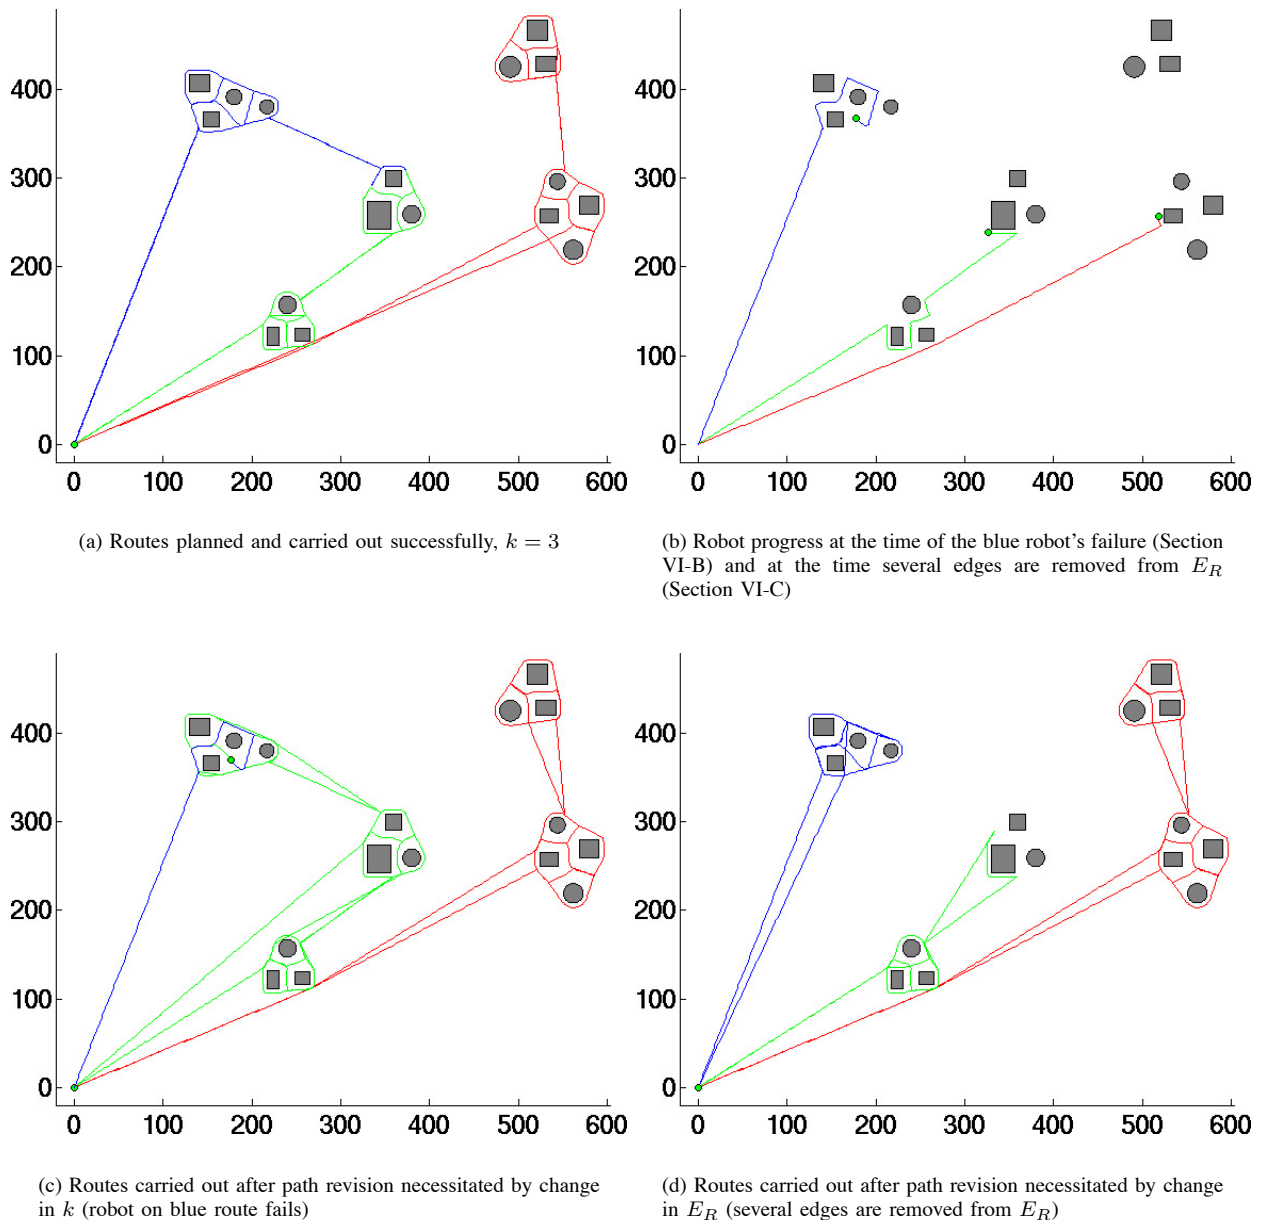 400
300
200
100
0
0 100 200 300 400 500 600
400
300
200
100
0
0 100 200 300 400 500 600
(a) Routes planned and carried out successfully, k = 3
(b) Robot progress at the time of the blue robot's failure (Section
VI-B) and at the time several edges are removed from E_R
(Section VI-C)
400
300
200
100
0
0 100 200 300 400 500 600
400
300
200
100
0
0 100 200 300 400 500 600
(c) Routes carried out after path revision necessitated by change
in k (robot on blue route fails)
(d) Routes carried out after path revision necessitated by change
in E_R (several edges are removed from E_R)